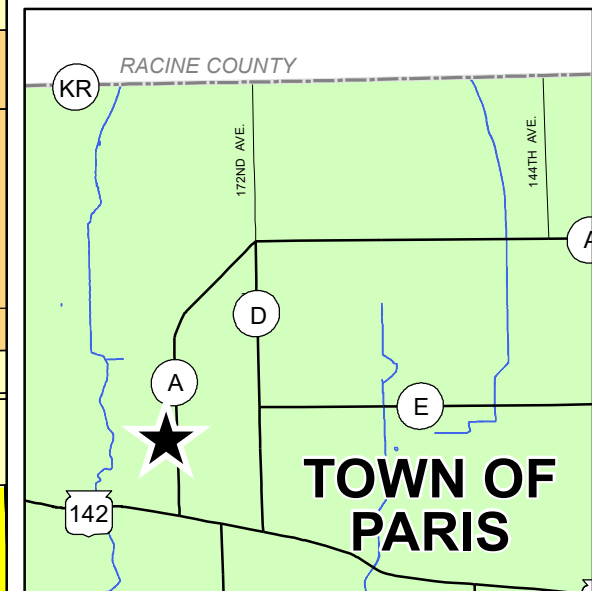 RACINE COUNTY
KR
172ND AVE.
144TH AVE.
A
D
A
E
TOWN OF
PARIS
142